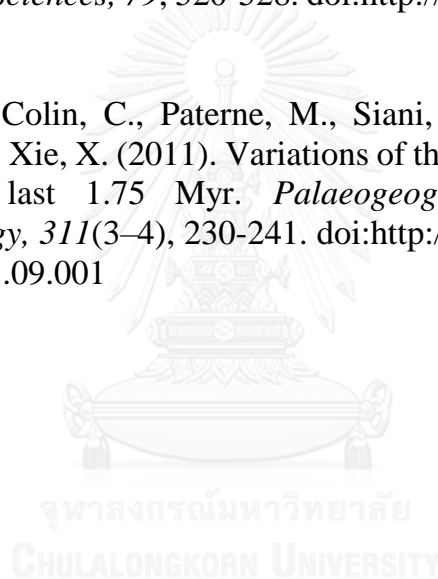 ciences, 79, 320-328. doi:http://
Colin, C., Paterne, M., Siani,
Xie, X. (2011). Variations of th
last 1.75 Myr. Palaeogeog
gy, 311(3–4), 230-241. doi:http://
.09.001
จุฬาลงกรณ์มหาวิทยาลัย
CHULALONGKORN UNIVERSITY